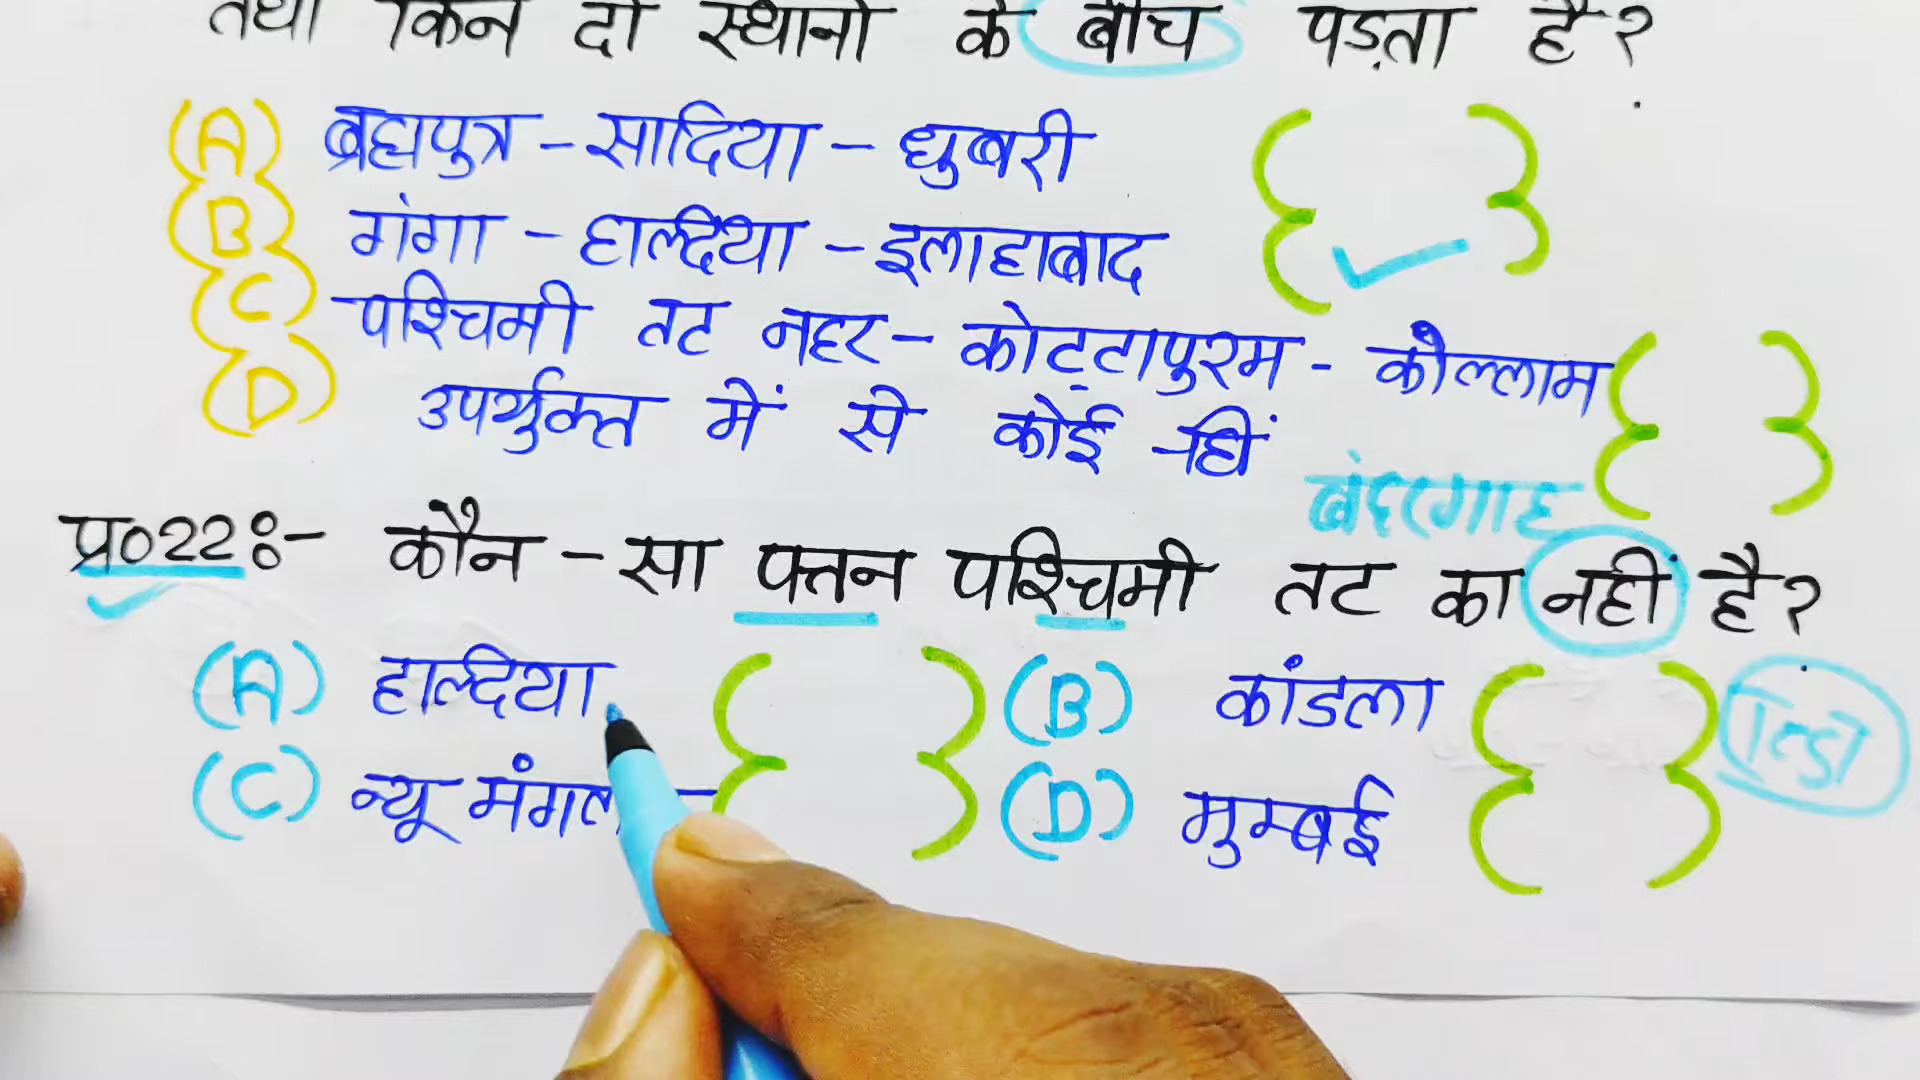 तथा किन दो स्थानों के बीच पड़ता है?
(A) ब्रह्मपुत्र - सादिया - धुबरी
(B) गंगा - हाल्दिया - इलाहाबाद
(C) पश्चिमी तट नहर - कोट्टापुरम - कोल्लाम
(D) उपर्युक्त में से कोई नहीं
बंदरगाह
प्र०22:- कौन - सा पत्तन पश्चिमी तट का नहीं है?
(A) हाल्दिया (B) कांडला
(C) न्यू मंगल (D) मुम्बई